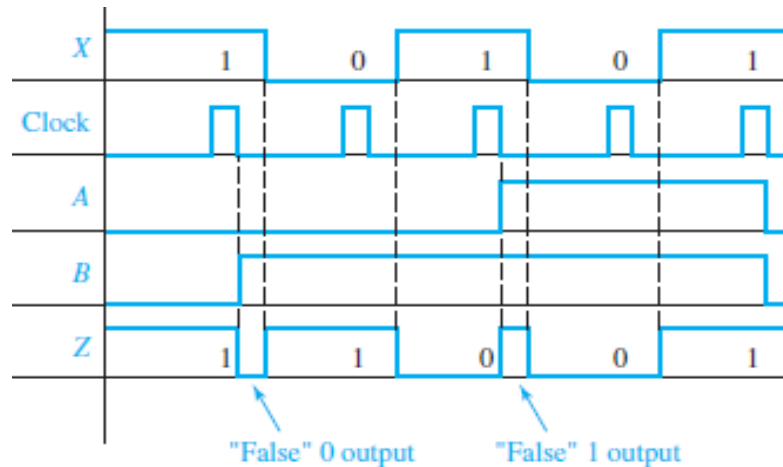 X 1 0 1 0 1
Clock
A
B
Z 1 1 0 0 1
"False" 0 output "False" 1 output